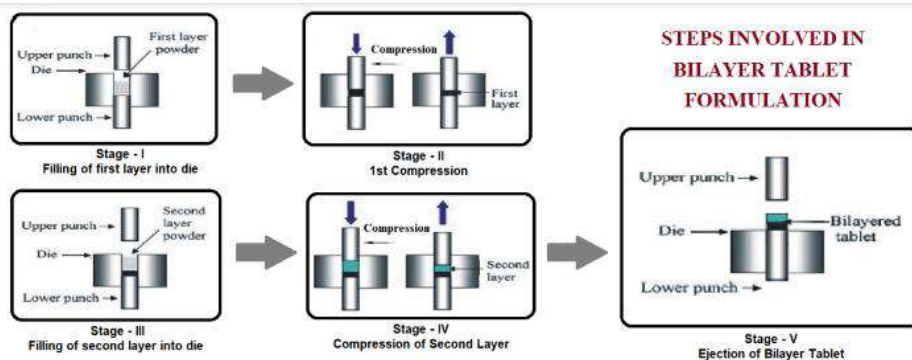 STEPS INVOLVED IN
BILAYER TABLET
FORMULATION
Upper punch
First layer
powder
Die
Lower punch
Stage - I
Filling of first layer into die
Compression
First
layer
Stage - II
1st Compression
Upper punch
Second
layer
powder
Die
Lower punch
Stage - III
Filling of second layer into die
Compression
Second
layer
Stage - IV
Compression of Second Layer
Upper punch
Die
Bilayered
tablet
Lower punch
Stage - V
Ejection of Bilayer Tablet